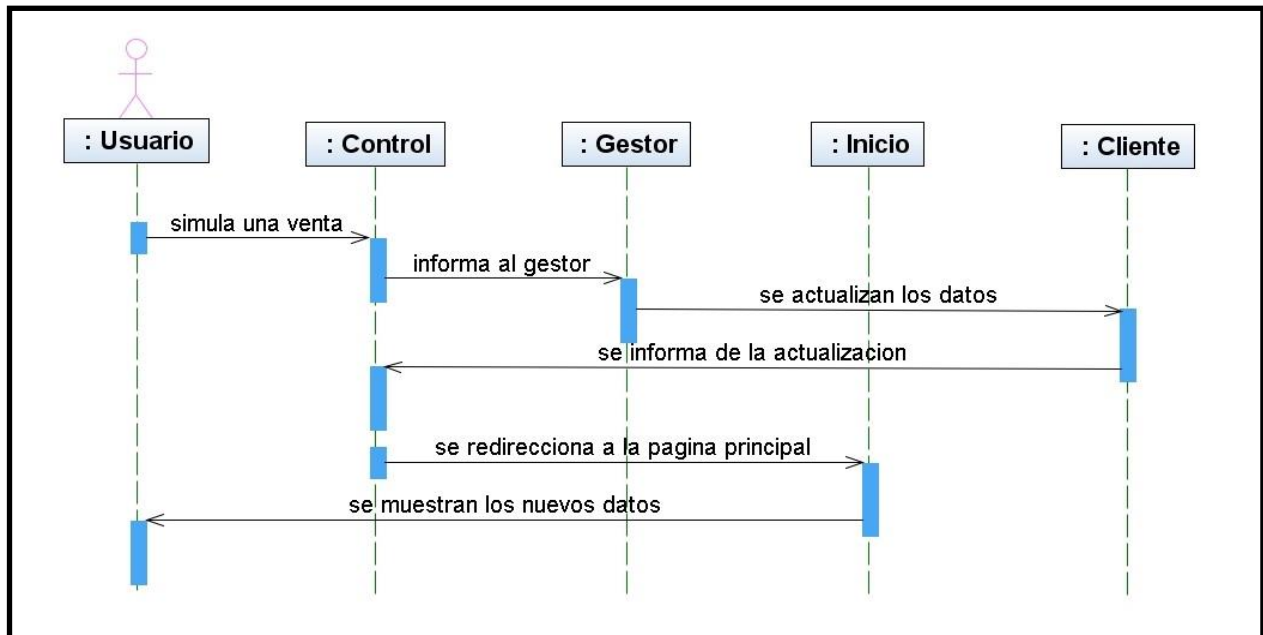 : Usuario
: Control
: Gestor
: Inicio
: Cliente
simula una venta
informa al gestor
se actualizan los datos
se informa de la actualizacion
se redirecciona a la pagina principal
se muestran los nuevos datos